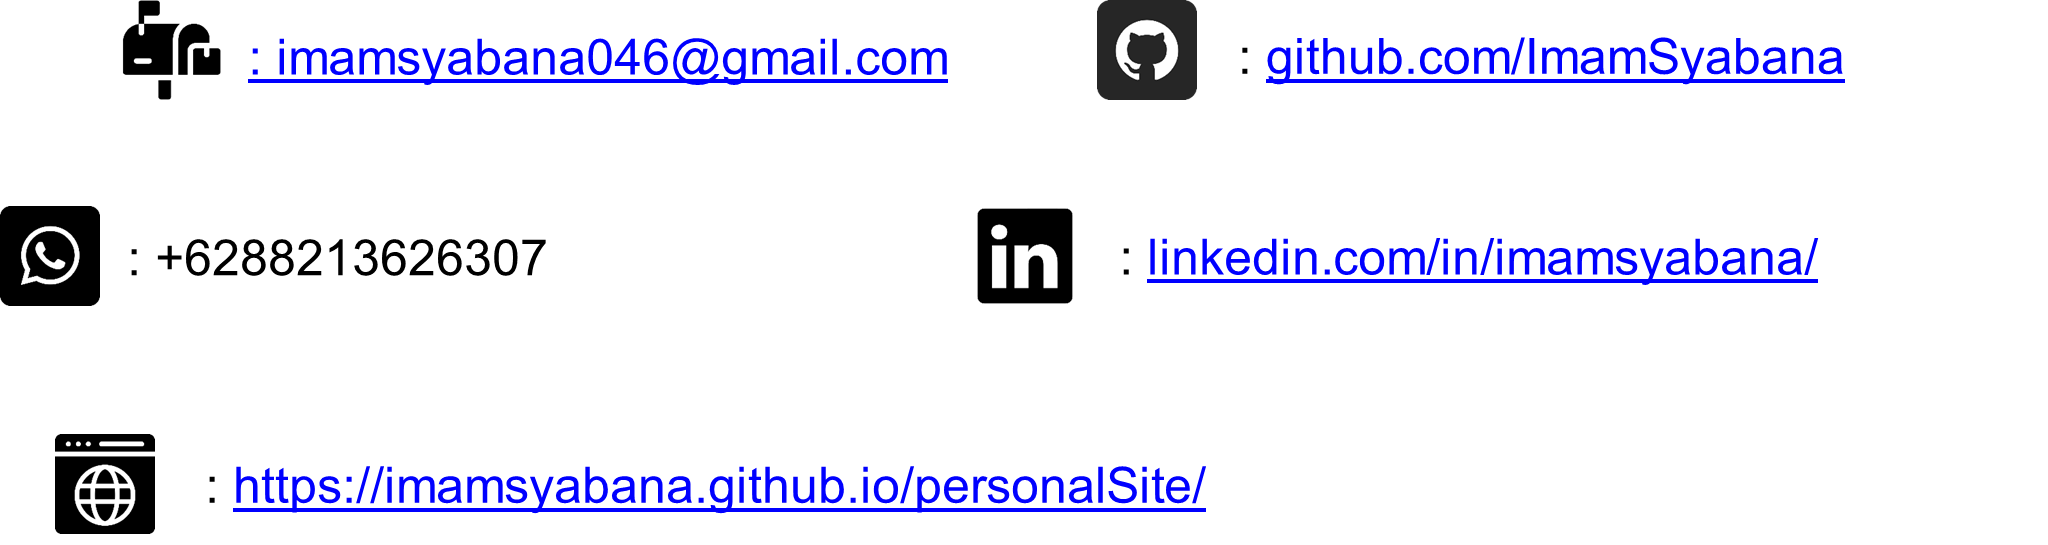 : imamsyabana046@gmail.com : github.com/ImamSyabana
: +6288213626307 : linkedin.com/in/imamsyabana/
: https://imamsyabana.github.io/personalSite/